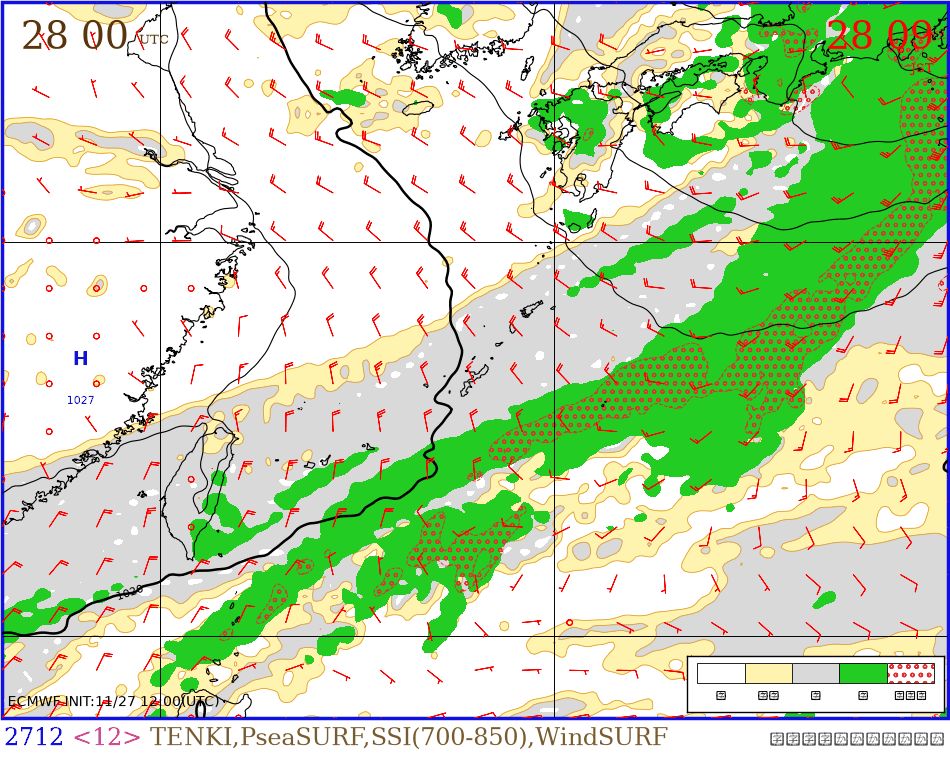 28 00 UTC
28 09
JST
H
1027
1020
ECMWF INIT:11/27 12:00(UTC)
2712 <12> TENKI,PseaSURF,SSI(700-850),WindSURF